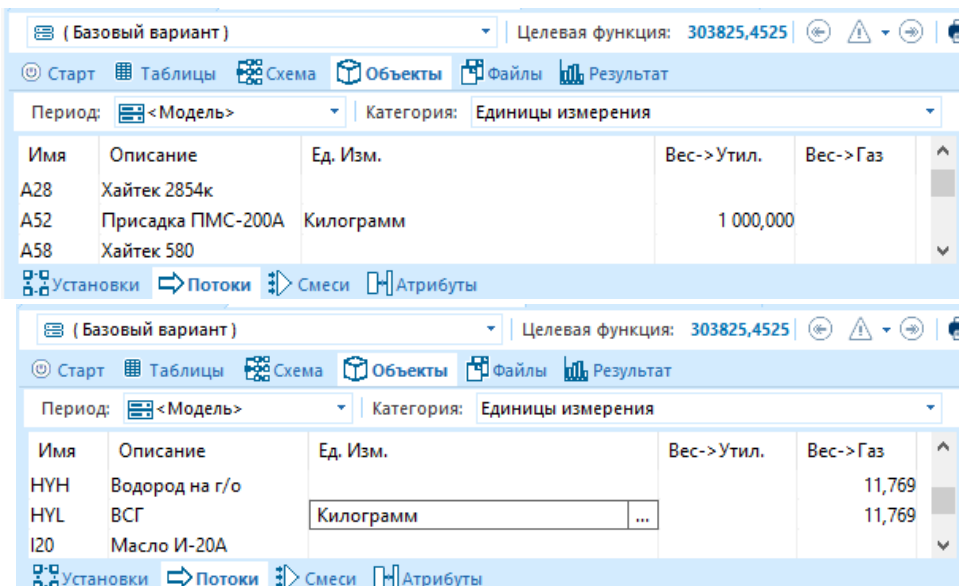 ( Базовый вариант ) Целевая функция: 303825,4525
Старт Таблицы Схема Объекты Файлы Результат
Период: <Модель> Категория: Единицы измерения
Имя Описание Ед. Изм. Вес->Утил. Вес->Газ
A28 Хайтек 2854к
A52 Присадка ПМС-200А Килограмм 1 000,000
A58 Хайтек 580
Установки Потоки Смеси Атрибуты
( Базовый вариант ) Целевая функция: 303825,4525
Старт Таблицы Схема Объекты Файлы Результат
Период: <Модель> Категория: Единицы измерения
Имя Описание Ед. Изм. Вес->Утил. Вес->Газ
HYH Водород на г/о 11,769
HYL ВСГ Килограмм ... 11,769
I20 Масло И-20А
Установки Потоки Смеси Атрибуты